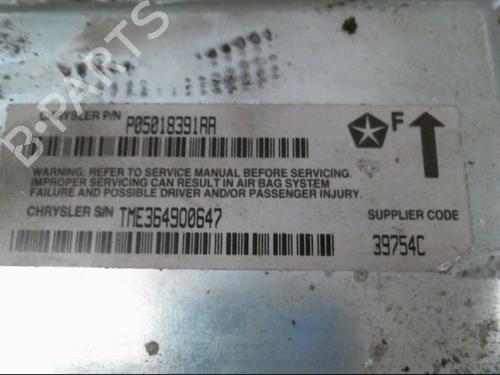 B-Parts
CHRYSLER P/N P05018391AA
F
WARNING: REFER TO SERVICE MANUAL BEFORE SERVICING.
IMPROPER SERVICING CAN RESULT IN AIR BAG SYSTEM
FAILURE AND POSSIBLE DRIVER AND/OR PASSENGER INJURY.
CHRYSLER S/N TME364900647
SUPPLIER CODE
39754C